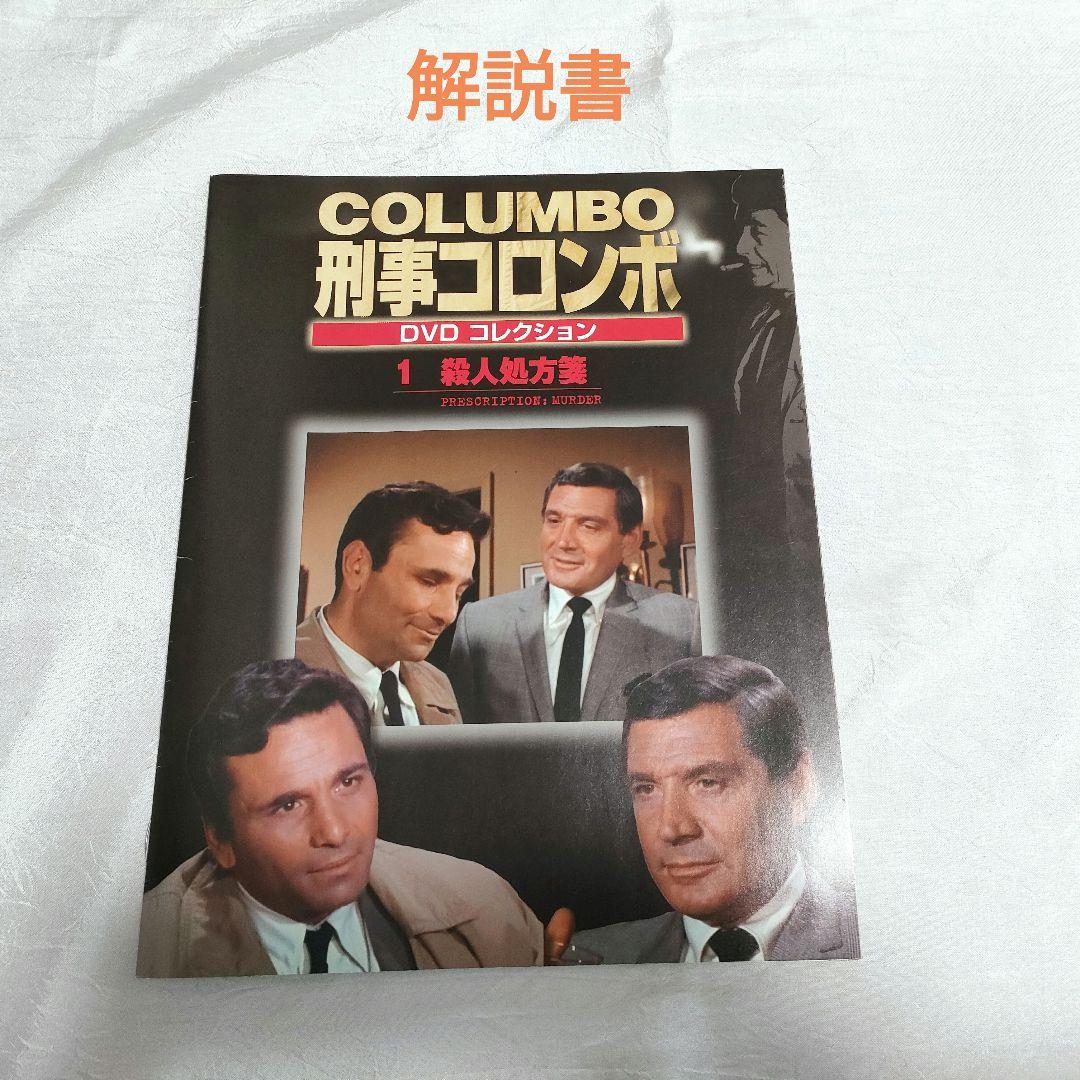 解説書
COLUMBO
刑事コロンボ
DVD コレクション
1 殺人処方箋
PRESCRIPTION: MURDER